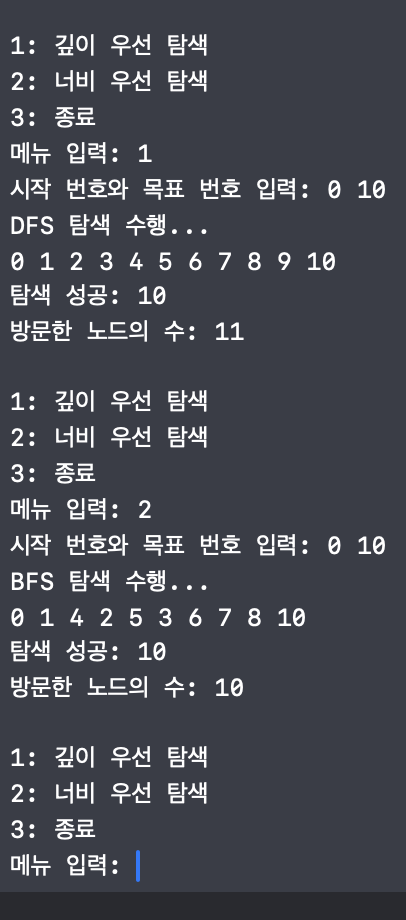 1: 깊이 우선 탐색
2: 너비 우선 탐색
3: 종료
메뉴 입력: 1
시작 번호와 목표 번호 입력: 0 10
DFS 탐색 수행...
0 1 2 3 4 5 6 7 8 9 10
탐색 성공: 10
방문한 노드의 수: 11
1: 깊이 우선 탐색
2: 너비 우선 탐색
3: 종료
메뉴 입력: 2
시작 번호와 목표 번호 입력: 0 10
BFS 탐색 수행...
0 1 4 2 5 3 6 7 8 10
탐색 성공: 10
방문한 노드의 수: 10
1: 깊이 우선 탐색
2: 너비 우선 탐색
3: 종료
메뉴 입력: